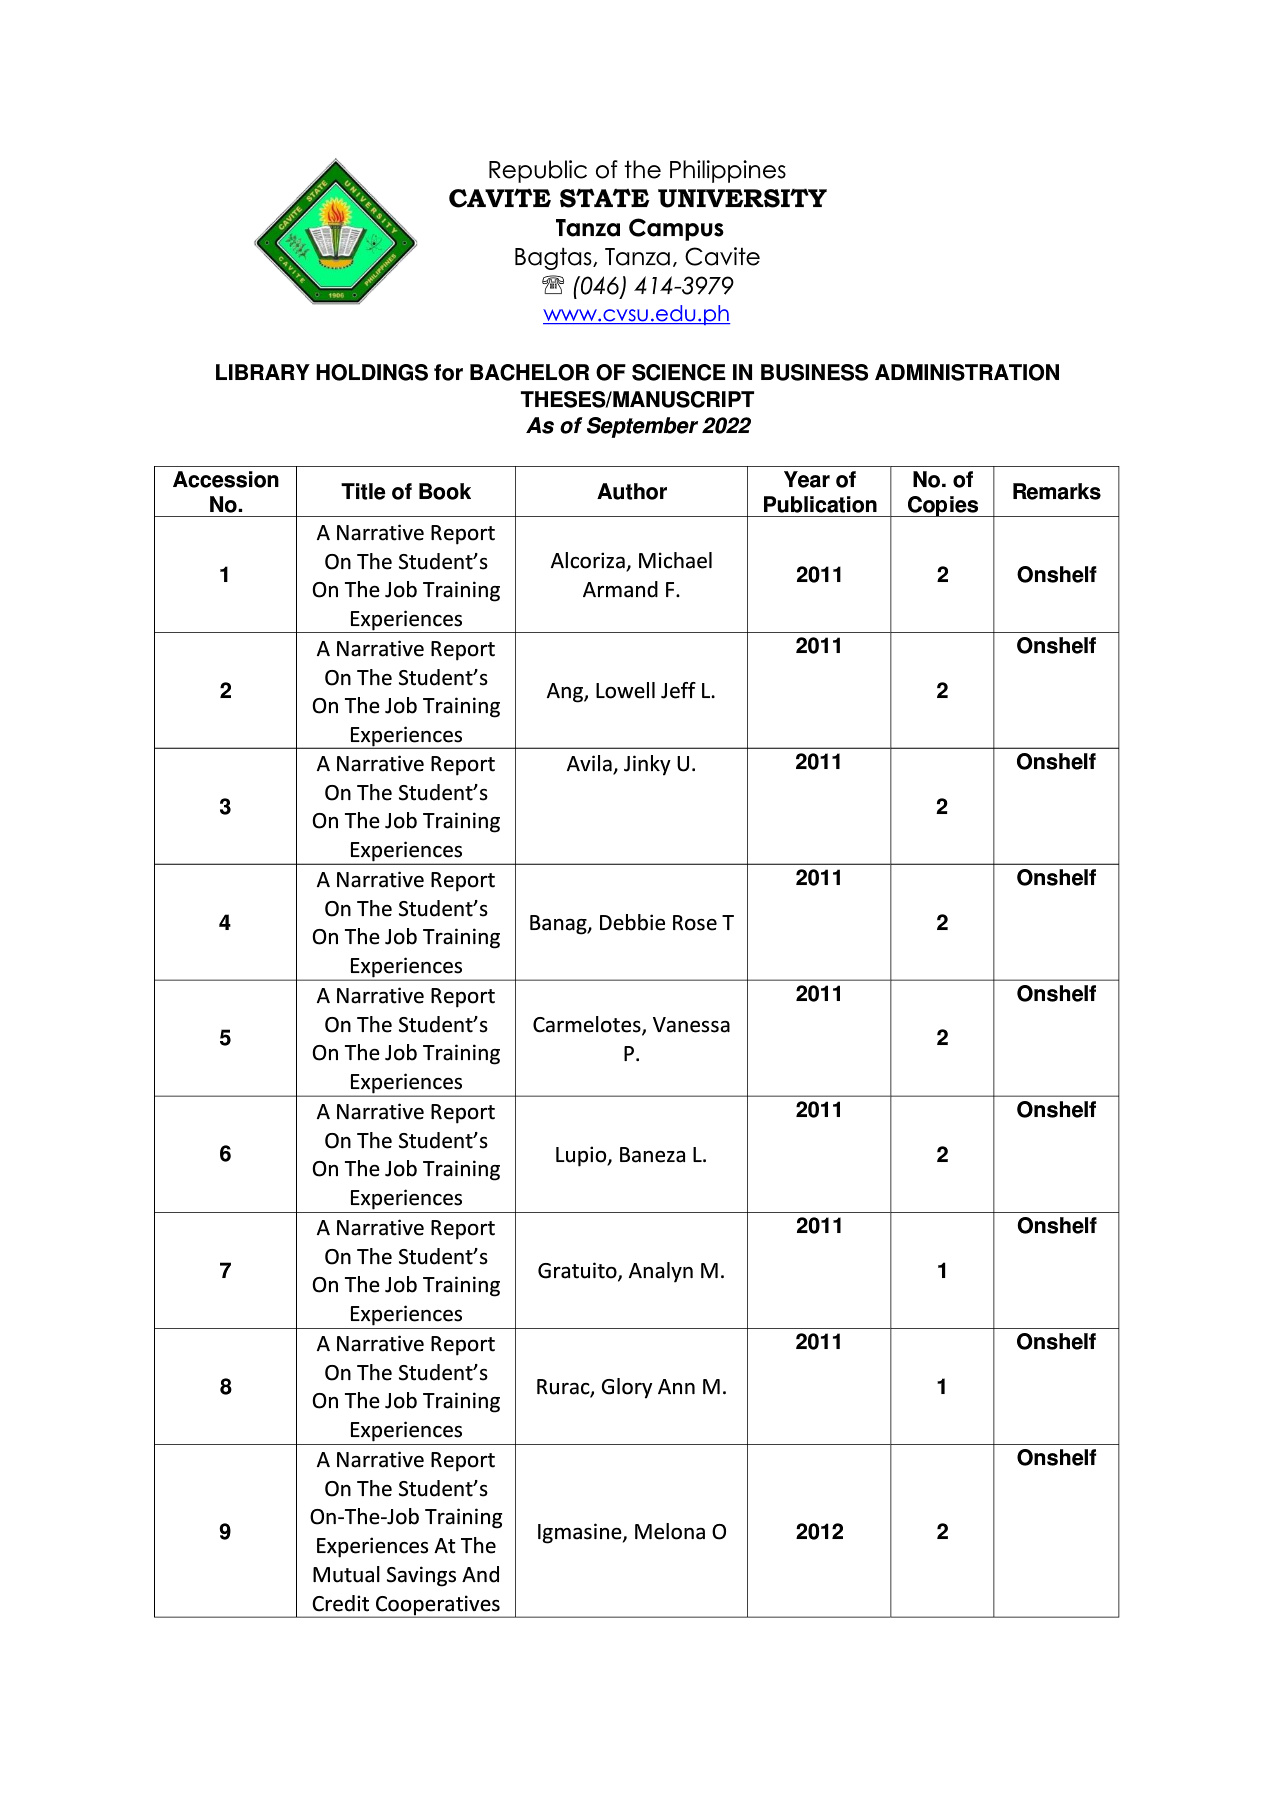 CAVITE STATE UNIVERSITY
CAVITE PHILIPPINES
1906
Republic of the Philippines
CAVITE STATE UNIVERSITY
Tanza Campus
Bagtas, Tanza, Cavite
☏ (046) 414-3979
www.cvsu.edu.ph
LIBRARY HOLDINGS for BACHELOR OF SCIENCE IN BUSINESS ADMINISTRATION
THESES/MANUSCRIPT
As of September 2022
Accession
No.
Title of Book
Author
Year of
Publication
No. of
Copies
Remarks
1
A Narrative Report
On The Student’s
On The Job Training
Experiences
Alcoriza, Michael
Armand F.
2011
2
Onshelf
2
A Narrative Report
On The Student’s
On The Job Training
Experiences
Ang, Lowell Jeff L.
2011
2
Onshelf
3
A Narrative Report
On The Student’s
On The Job Training
Experiences
Avila, Jinky U.
2011
2
Onshelf
4
A Narrative Report
On The Student’s
On The Job Training
Experiences
Banag, Debbie Rose T
2011
2
Onshelf
5
A Narrative Report
On The Student’s
On The Job Training
Experiences
Carmelotes, Vanessa
P.
2011
2
Onshelf
6
A Narrative Report
On The Student’s
On The Job Training
Experiences
Lupio, Baneza L.
2011
2
Onshelf
7
A Narrative Report
On The Student’s
On The Job Training
Experiences
Gratuito, Analyn M.
2011
1
Onshelf
8
A Narrative Report
On The Student’s
On The Job Training
Experiences
Rurac, Glory Ann M.
2011
1
Onshelf
9
A Narrative Report
On The Student’s
On-The-Job Training
Experiences At The
Mutual Savings And
Credit Cooperatives
Igmasine, Melona O
2012
2
Onshelf